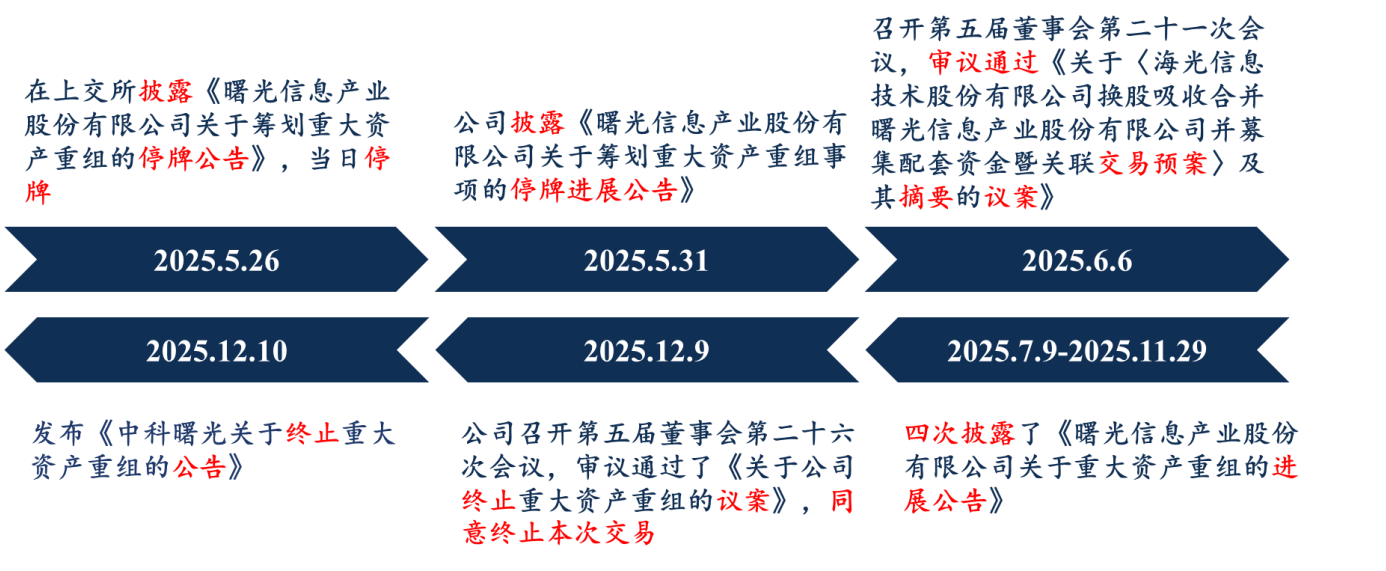 在上交所披露《曙光信息产业
股份有限公司关于筹划重大资
产重组的停牌公告》，当日停
牌
公司披露《曙光信息产业股份有
限公司关于筹划重大资产重组事
项的停牌进展公告》
召开第五届董事会第二十一次会
议，审议通过《关于〈海光信息
技术股份有限公司换股吸收合并
曙光信息产业股份有限公司并募
集配套资金暨关联交易预案〉及
其摘要的议案》
2025.5.26
2025.5.31
2025.6.6
2025.12.10
2025.12.9
2025.7.9-2025.11.29
发布《中科曙光关于终止重大
资产重组的公告》
公司召开第五届董事会第二十六
次会议，审议通过了《关于公司
终止重大资产重组的议案》，同
意终止本次交易
四次披露了《曙光信息产业股份
有限公司关于重大资产重组的进
展公告》